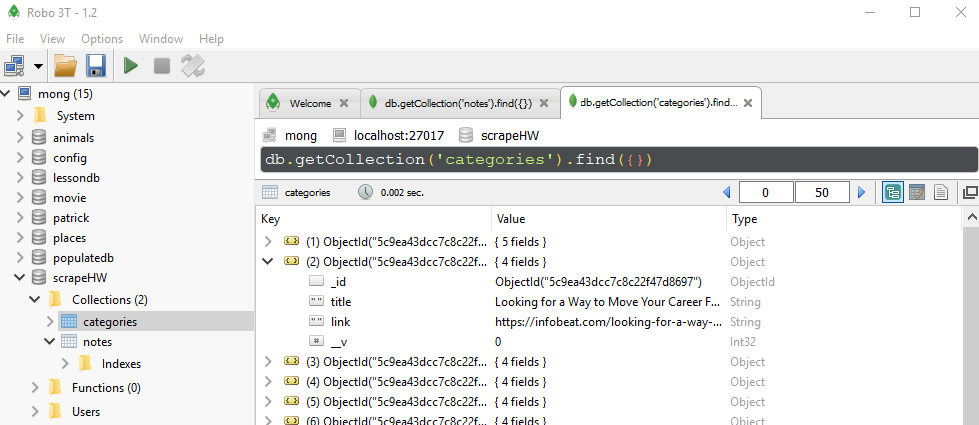 Robo 3T - 1.2
File View Options Window Help
mong (15)
System
animals
config
lessondb
movie
patrick
places
populatedb
scrapeHW
Collections (2)
categories
notes
Indexes
Functions (0)
Users
Welcome
db.getCollection('notes').find({})
db.getCollection('categories').find...
mong localhost:27017 scrapeHW
db.getCollection('categories').find({})
categories 0.002 sec. 0 50
Key Value Type
(1) ObjectId("5c9ea43dcc7c8c22f... { 5 fields } Object
(2) ObjectId("5c9ea43dcc7c8c22f... { 4 fields } Object
_id ObjectId("5c9ea43dcc7c8c22f47d8697") ObjectId
"" title Looking for a Way to Move Your Career F... String
"" link https://infobeat.com/looking-for-a-way-... String
# __v 0 Int32
(3) ObjectId("5c9ea43dcc7c8c22f... { 4 fields } Object
(4) ObjectId("5c9ea43dcc7c8c22f... { 4 fields } Object
(5) ObjectId("5c9ea43dcc7c8c22f... { 4 fields } Object
(6) ObjectId("5c9ea43dcc7c8c22f... { 4 fields } Object